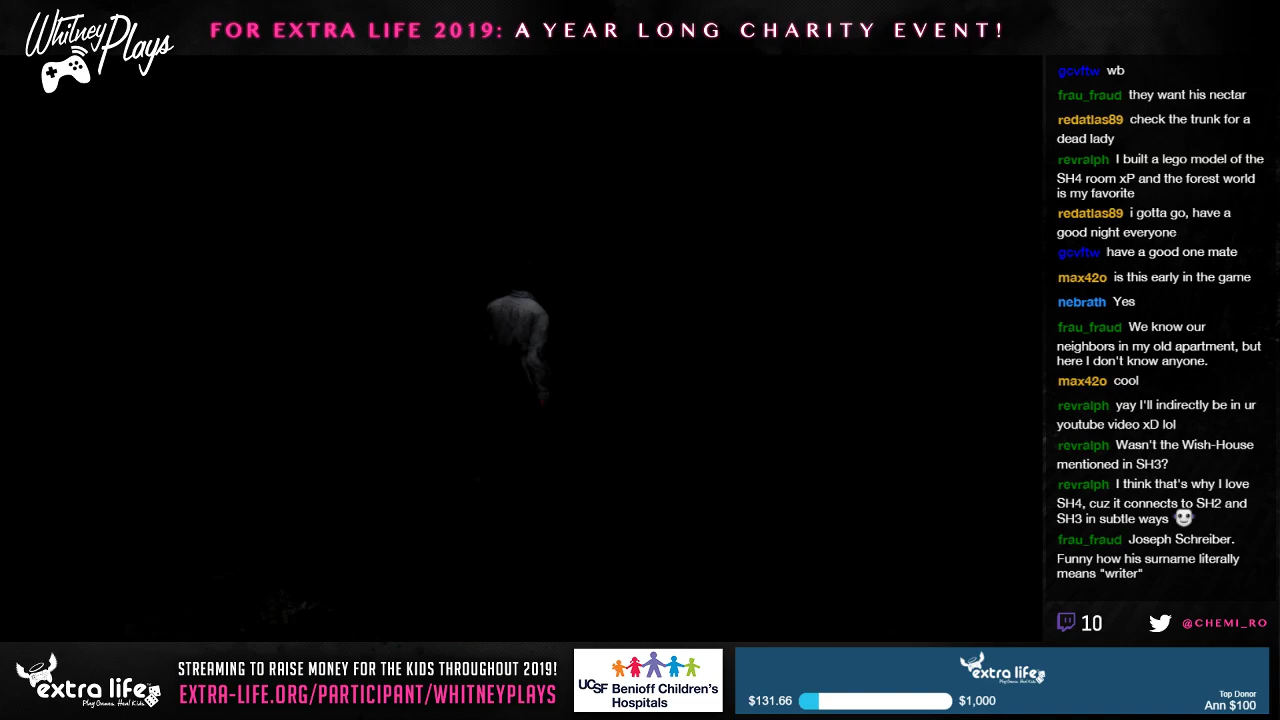 Whitney Plays
FOR EXTRA LIFE 2019: A YEAR LONG CHARITY EVENT!
gcvftw wb
frau_fraud they want his nectar
redatlas89 check the trunk for a
dead lady
revralph I built a lego model of the
SH4 room xP and the forest world
is my favorite
redatlas89 i gotta go, have a
good night everyone
gcvftw have a good one mate
max42o is this early in the game
nebrath Yes
frau_fraud We know our
neighbors in my old apartment, but
here I don't know anyone.
max42o cool
revralph yay I'll indirectly be in ur
youtube video xD lol
revralph Wasn't the Wish-House
mentioned in SH3?
revralph I think that's why I love
SH4, cuz it connects to SH2 and
SH3 in subtle ways
frau_fraud Joseph Schreiber.
Funny how his surname literally
means "writer"
10 @CHEMI_RO
extra life
Play Games. Heal Kids.
STREAMING TO RAISE MONEY FOR THE KIDS THROUGHOUT 2019!
EXTRA-LIFE.ORG/PARTICIPANT/WHITNEYPLAYS
UCSF Benioff Children's
Hospitals
extra life
Play Games. Heal Kids.
$131.66 $1,000
Top Donor
Ann $100